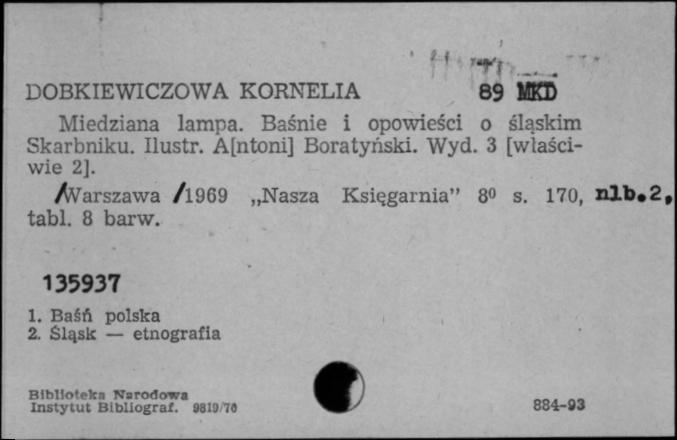 DOBKIEWICZOWA KORNELIA 89 MKD
Miedziana lampa. Baśnie i opowieści o śląskim
Skarbniku. Ilustr. A[ntoni] Boratyński. Wyd. 3 [właści-
wie 2].
/Warszawa /1969 „Nasza Księgarnia” 8⁰ s. 170, nlb.2,
tabl. 8 barw.
135937
1. Baśń polska
2. Śląsk — etnografia
Biblioteka Narodowa
Instytut Bibliograf. 9819/70 884-93